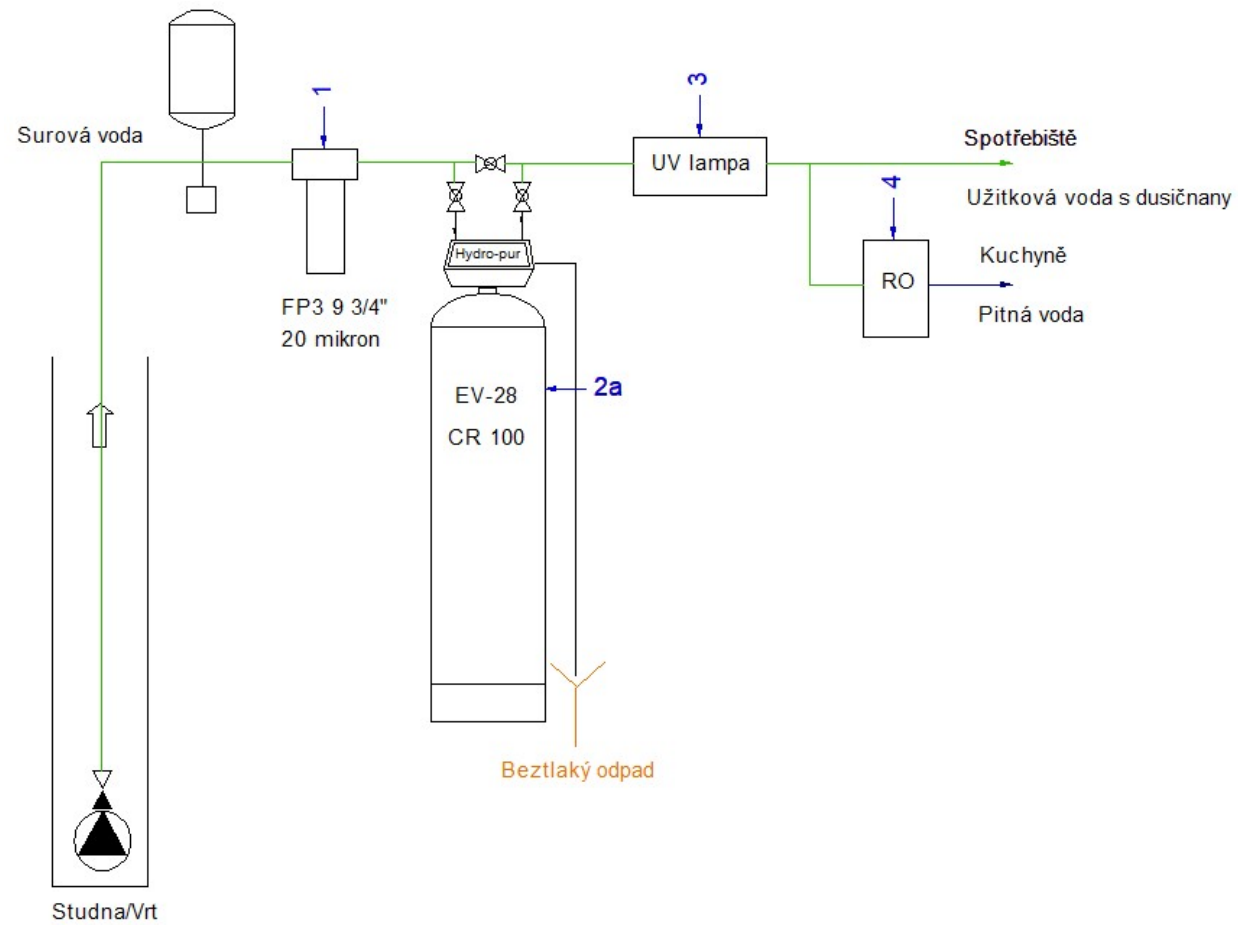 Surová voda
1
FP3 9 3/4"
20 mikron
Hydro-pur
EV-28
CR 100
2a
Beztlaký odpad
3
UV lampa
Spotřebiště
Užitková voda s dusičnany
4
RO
Kuchyně
Pitná voda
Studna/Vrt